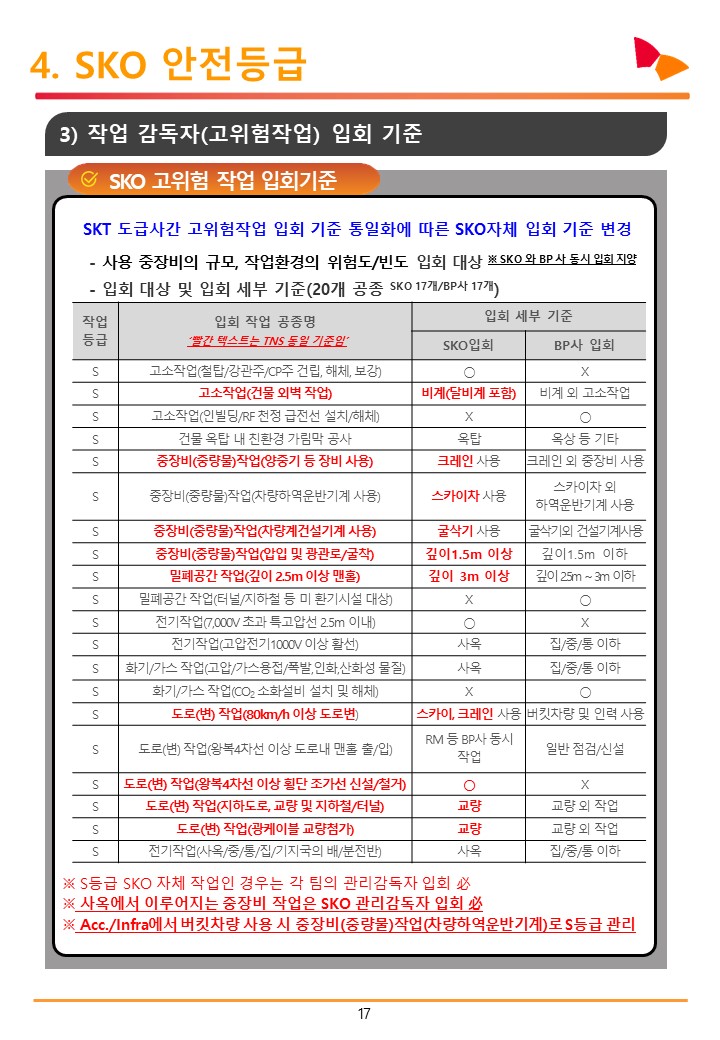 4. SKO 안전등급
3) 작업 감독자(고위험작업) 입회 기준
SKO 고위험 작업 입회기준
SKT 도급사간 고위험작업 입회 기준 통일화에 따른 SKO자체 입회 기준 변경
- 사용 중장비의 규모, 작업환경의 위험도/빈도 입회 대상 ※ SKO 와 BP 사 동시 입회 지양
- 입회 대상 및 입회 세부 기준(20개 공종 SKO 17개/BP사 17개)
작업 등급 입회 작업 공종명 '빨간 텍스트는 TNS 동일 기준임' 입회 세부 기준
SKO입회 BP사 입회
S 고소작업(철탑/강관주/CP주 건립, 해체, 보강) ○ X
S 고소작업(건물 외벽 작업) 비계(달비계 포함) 비계 외 고소작업
S 고소작업(인빌딩/RF 천정 급전선 설치/해체) X ○
S 건물 옥탑 내 친환경 가림막 공사 옥탑 옥상 등 기타
S 중장비(중량물)작업(양중기 등 장비 사용) 크레인 사용 크레인 외 중장비 사용
S 중장비(중량물)작업(차량하역운반기계 사용) 스카이차 사용 스카이차 외 하역운반기계 사용
S 중장비(중량물)작업(차량계건설기계 사용) 굴삭기 사용 굴삭기외 건설기계사용
S 중장비(중량물)작업(압입 및 광관로/굴착) 깊이1.5m 이상 깊이1.5m 이하
S 밀폐공간 작업(깊이 2.5m 이상 맨홀) 깊이 3m 이상 깊이 2.5m ~ 3m 이하
S 밀폐공간 작업(터널/지하철 등 미 환기시설 대상) X ○
S 전기작업(7,000V 초과 특고압선 2.5m 이내) ○ X
S 전기작업(고압전기1000V 이상 활선) 사옥 집/중/통 이하
S 화기/가스 작업(고압/가스용접/폭발,인화,산화성 물질) 사옥 집/중/통 이하
S 화기/가스 작업(CO₂ 소화설비 설치 및 해체) X ○
S 도로(변) 작업(80km/h 이상 도로변) 스카이, 크레인 사용 버킷차량 및 인력 사용
S 도로(변) 작업(왕복4차선 이상 도로내 맨홀 출/입) RM 등 BP사 동시 작업 일반 점검/신설
S 도로(변) 작업(왕복4차선 이상 횡단 조가선 신설/철거) ○ X
S 도로(변) 작업(지하도로, 교량 및 지하철/터널) 교량 교량 외 작업
S 도로(변) 작업(광케이블 교량첨가) 교량 교량 외 작업
S 전기작업(사옥/중/통/집/기지국의 배/분전반) 사옥 집/중/통 이하
※ S등급 SKO 자체 작업인 경우는 각 팀의 관리감독자 입회 必
※ 사옥에서 이루어지는 중장비 작업은 SKO 관리감독자 입회 必
※ Acc./Infra에서 버킷차량 사용 시 중장비(중량물)작업(차량하역운반기계)로 S등급 관리
17